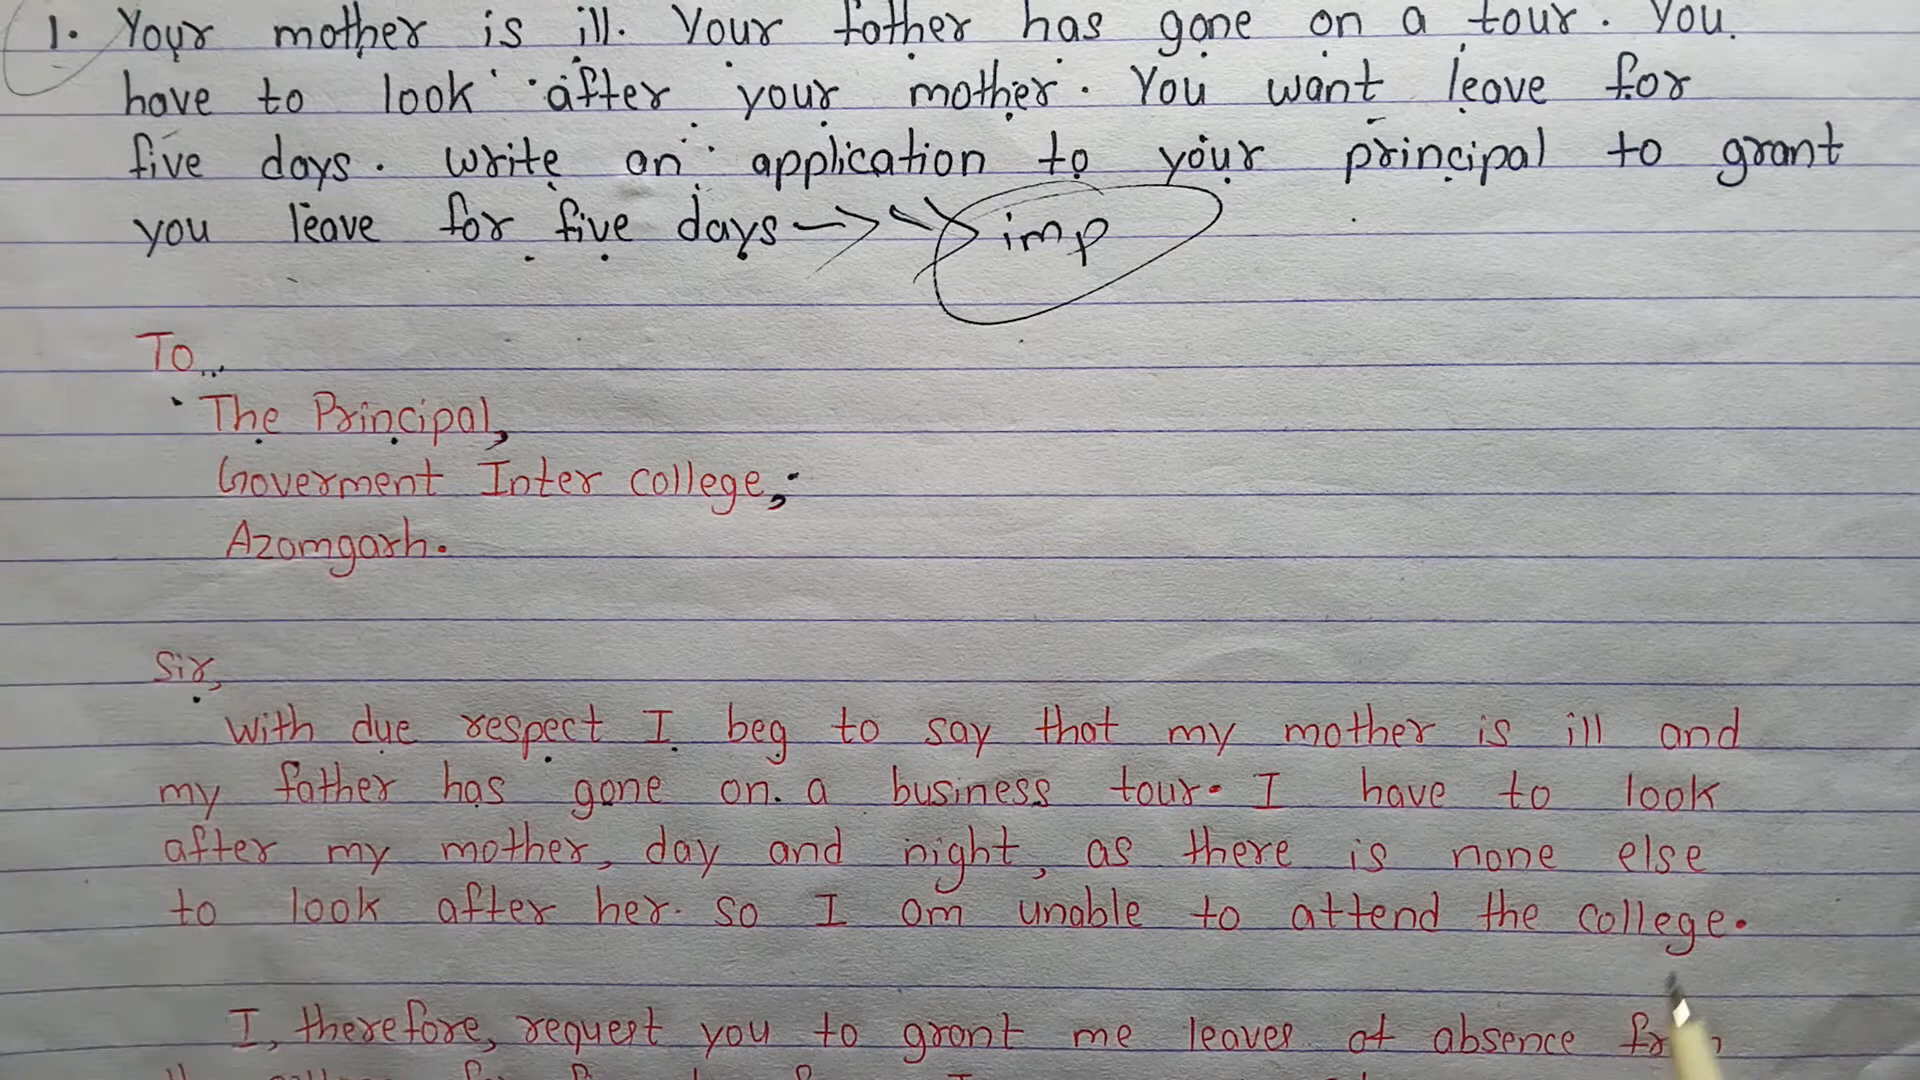 1. Your mother is ill. Your father has gone on a tour. You
have to look after your mother. You want leave for
five days. Write an application to your principal to grant
you leave for five days → imp
To
The Principal,
Goverment Inter college,
Azamgarh.
Sir,
With due respect I beg to say that my mother is ill and
my father has gone on a business tour. I have to look
after my mother, day and night, as there is none else
to look after her. so I am unable to attend the college.
I, therefore, request you to grant me leaves of absence